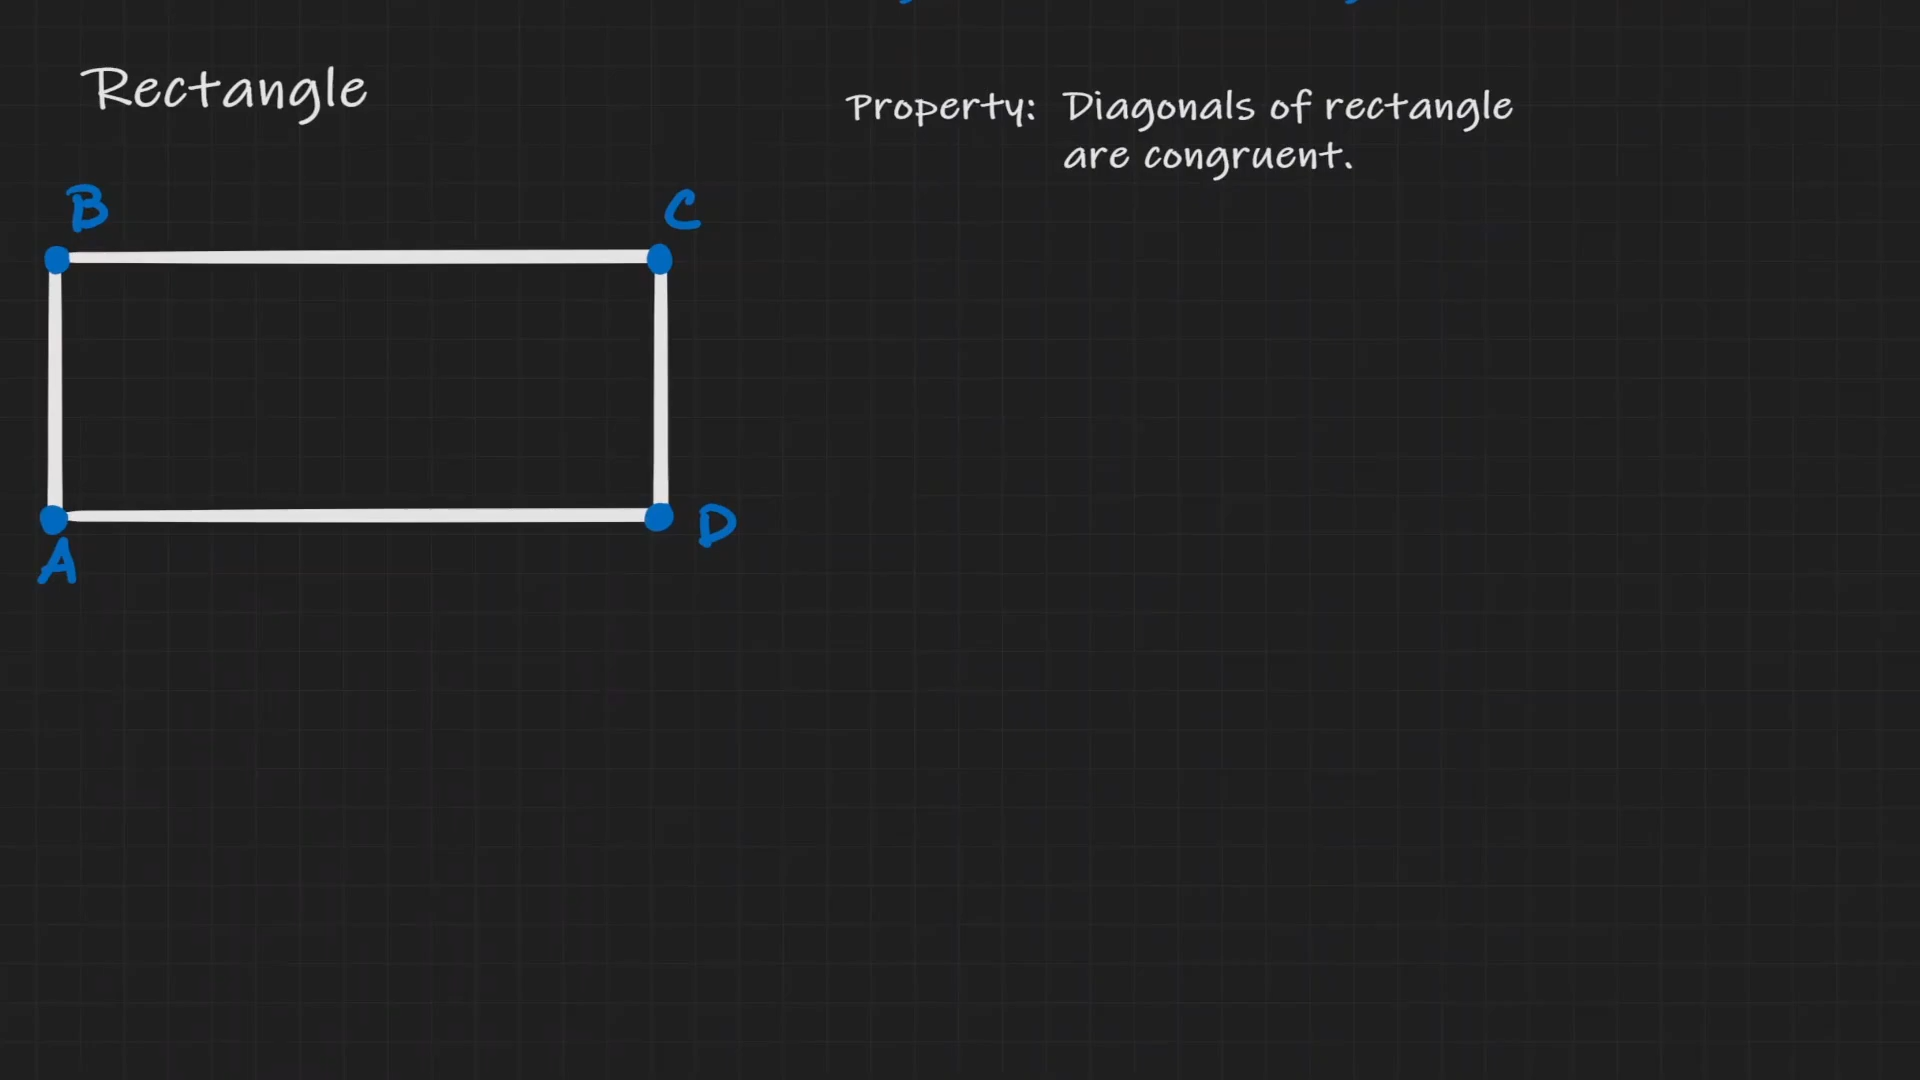 Rectangle
Property: Diagonals of rectangle
are congruent.
B
C
A
D